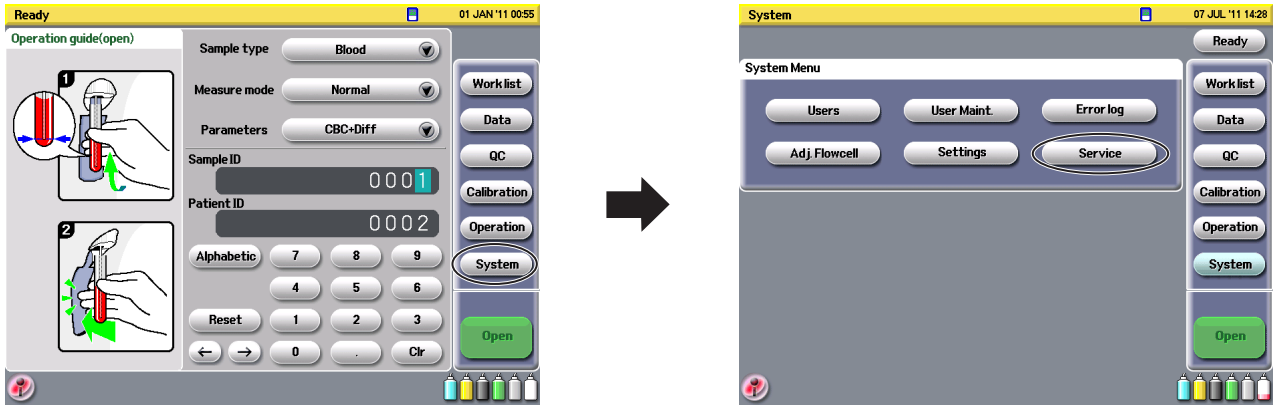 Ready
01 JAN '11 00:55
Operation guide(open)
1
2
Sample type
Blood
Measure mode
Normal
Parameters
CBC+Diff
Sample ID
0001
Patient ID
0002
Alphabetic 7 8 9
4 5 6
Reset 1 2 3
← → 0 . Clr
Work list
Data
QC
Calibration
Operation
System
Open
System
07 JUL '11 14:28
Ready
System Menu
Users User Maint. Error log
Adj. Flowcell Settings Service
Work list
Data
QC
Calibration
Operation
System
Open